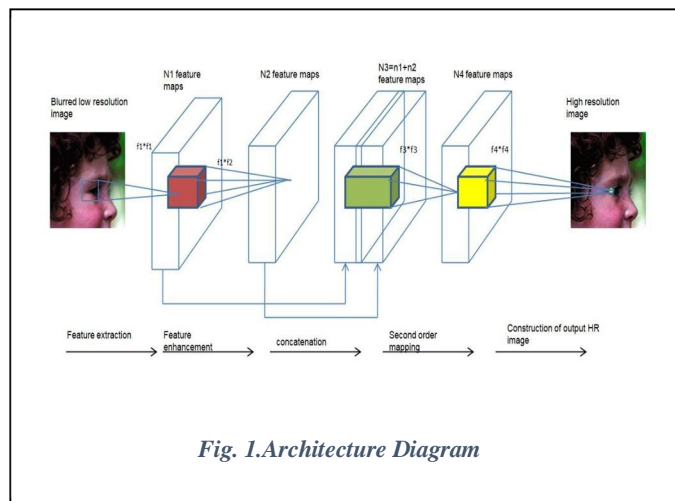 Blurred low resolution
image
N1 feature
maps
N2 feature maps
N3=n1+n2
feature maps
N4 feature maps
High resolution
image
f1*f1
f1*f2
f3*f3
f4*f4
Feature extraction
Feature
enhancement
concatenation
Second order
mapping
Construction of output HR
image
Fig. 1.Architecture Diagram